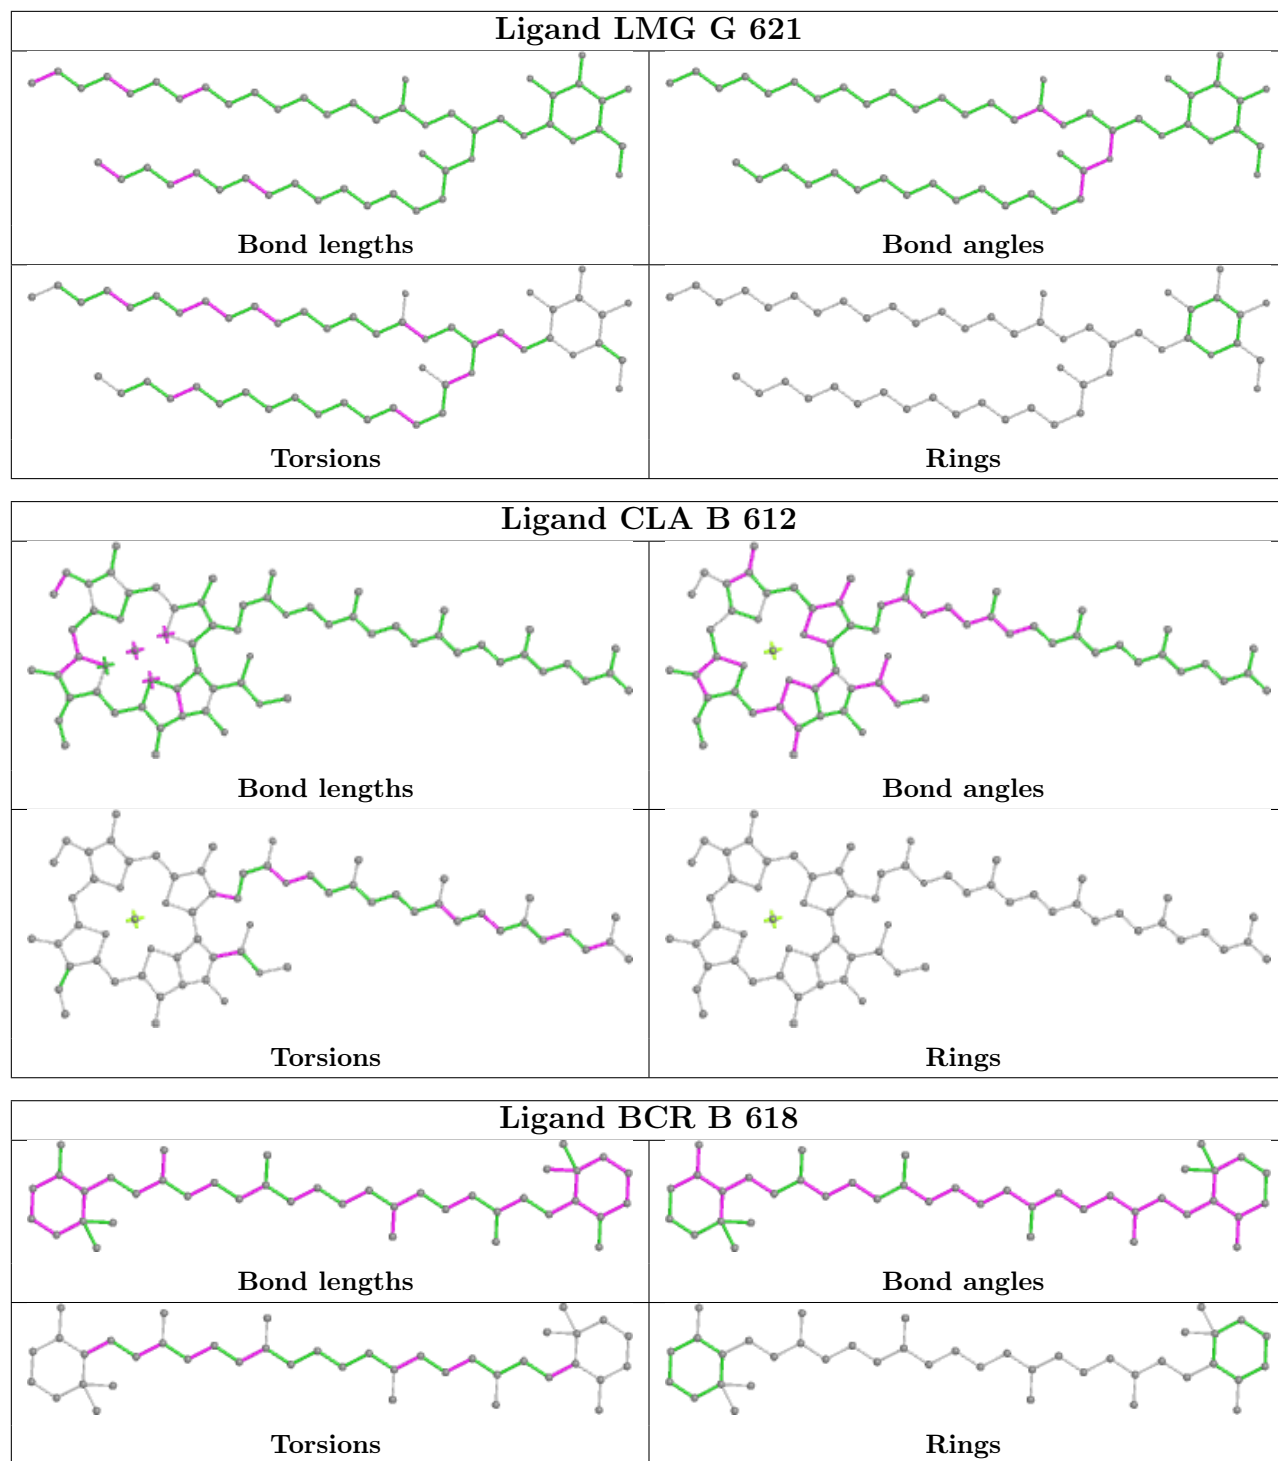 Ligand LMG G 621
Bond lengths
Bond angles
Torsions
Rings
Ligand CLA B 612
Bond lengths
Bond angles
Torsions
Rings
Ligand BCR B 618
Bond lengths
Bond angles
Torsions
Rings